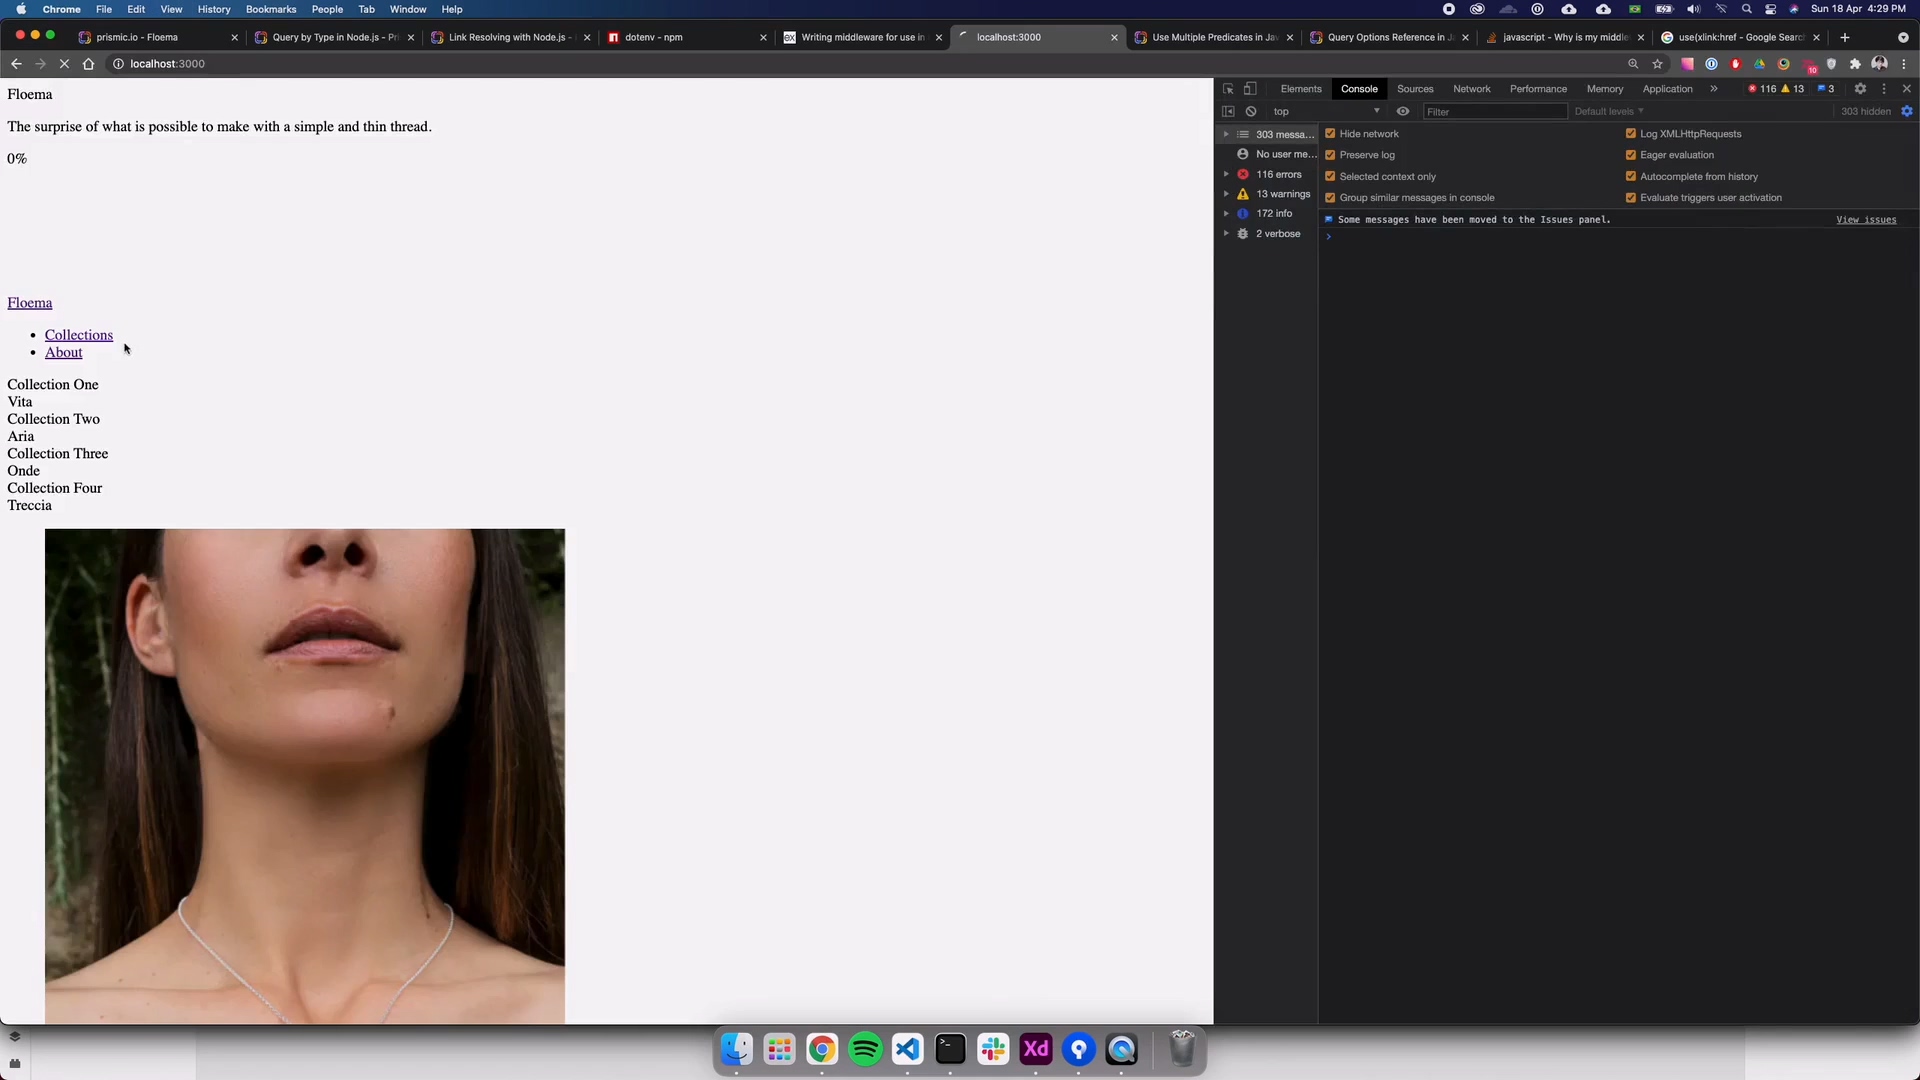 Chrome File Edit View History Bookmarks People Tab Window Help Sun 18 Apr 4:29 PM
prismic.io - Floema Query by Type in Node.js - Pri Link Resolving with Node.js - dotenv - npm Writing middleware for use in localhost:3000 Use Multiple Predicates in Jav Query Options Reference in J javascript - Why is my middle use(xlink:href - Google Searc
localhost:3000 10
Floema
The surprise of what is possible to make with a simple and thin thread.
0%
Floema
Collections
About
Collection One
Vita
Collection Two
Aria
Collection Three
Onde
Collection Four
Treccia
Elements Console Sources Network Performance Memory Application » 116 13 3
top Filter Default levels 303 hidden
303 messa...
No user me...
116 errors
13 warnings
172 info
2 verbose
Hide network Log XMLHttpRequests
Preserve log Eager evaluation
Selected context only Autocomplete from history
Group similar messages in console Evaluate triggers user activation
Some messages have been moved to the Issues panel. View issues
>
Xd